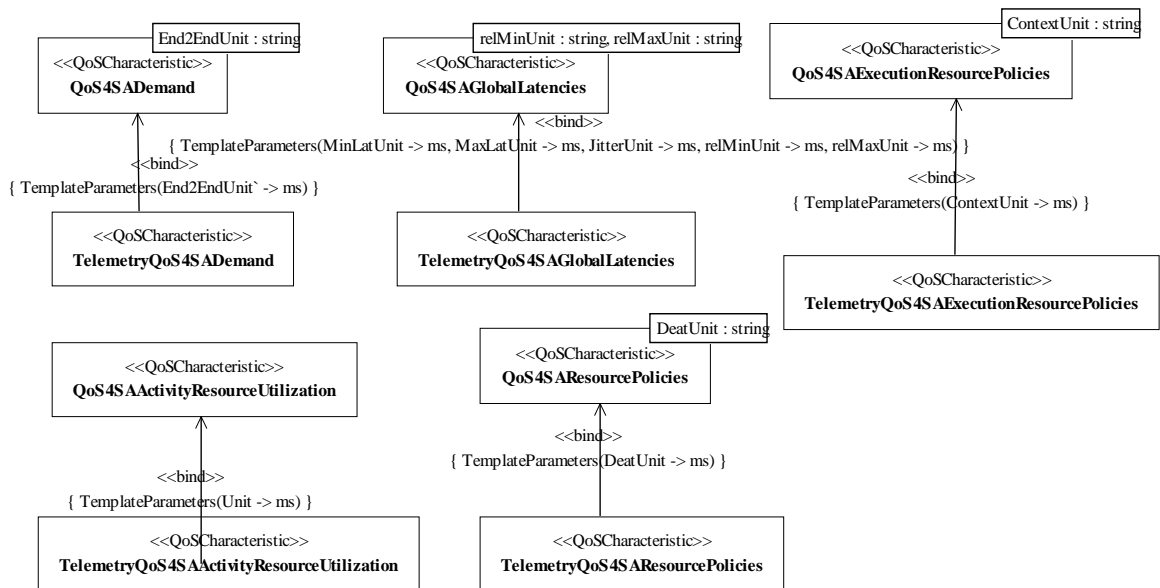 End2EndUnit : string
<<QoSCharacteristic>>
QoS4SADemand
<<bind>>
{ TemplateParameters(End2EndUnit` -> ms) }
<<QoSCharacteristic>>
TelemetryQoS4SADemand
relMinUnit : string, relMaxUnit : string
<<QoSCharacteristic>>
QoS4SAGlobalLatencies
<<bind>>
{ TemplateParameters(MinLatUnit -> ms, MaxLatUnit -> ms, JitterUnit -> ms, relMinUnit -> ms, relMaxUnit -> ms) }
<<QoSCharacteristic>>
TelemetryQoS4SAGlobalLatencies
ContextUnit : string
<<QoSCharacteristic>>
QoS4SAExecutionResourcePolicies
<<bind>>
{ TemplateParameters(ContextUnit -> ms) }
<<QoSCharacteristic>>
TelemetryQoS4SAExecutionResourcePolicies
<<QoSCharacteristic>>
QoS4SAActivityResourceUtilization
<<bind>>
{ TemplateParameters(Unit -> ms) }
<<QoSCharacteristic>>
TelemetryQoS4SAActivityResourceUtilization
DeatUnit : string
<<QoSCharacteristic>>
QoS4SAResourcePolicies
<<bind>>
{ TemplateParameters(DeatUnit -> ms) }
<<QoSCharacteristic>>
TelemetryQoS4SAResourcePolicies